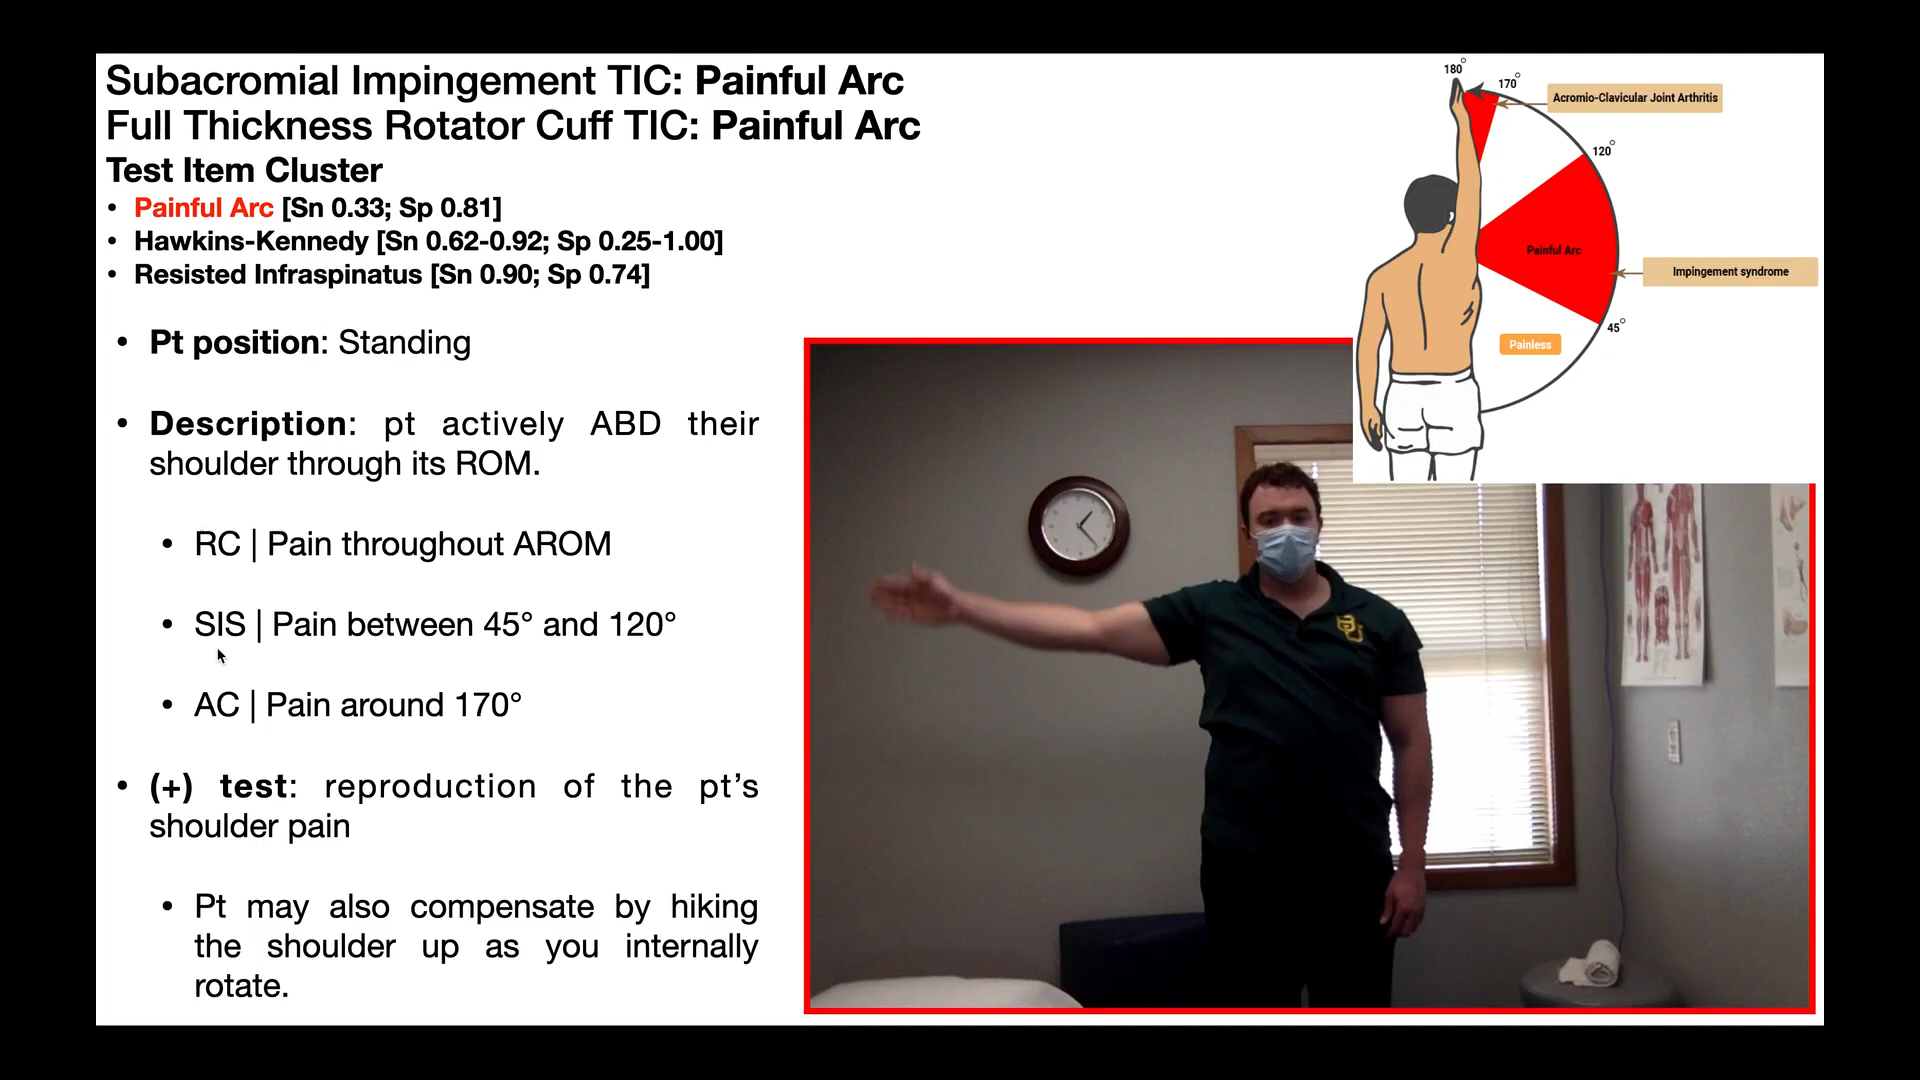 Subacromial Impingement TIC: Painful Arc
Full Thickness Rotator Cuff TIC: Painful Arc
Test Item Cluster
• Painful Arc [Sn 0.33; Sp 0.81]
• Hawkins-Kennedy [Sn 0.62-0.92; Sp 0.25-1.00]
• Resisted Infraspinatus [Sn 0.90; Sp 0.74]
• Pt position: Standing
• Description: pt actively ABD their
shoulder through its ROM.
• RC | Pain throughout AROM
• SIS | Pain between 45° and 120°
• AC | Pain around 170°
• (+) test: reproduction of the pt's
shoulder pain
• Pt may also compensate by hiking
the shoulder up as you internally
rotate.
180°
170°
Acromio-Clavicular Joint Arthritis
120°
Painful Arc
Impingement syndrome
45°
Painless
BU